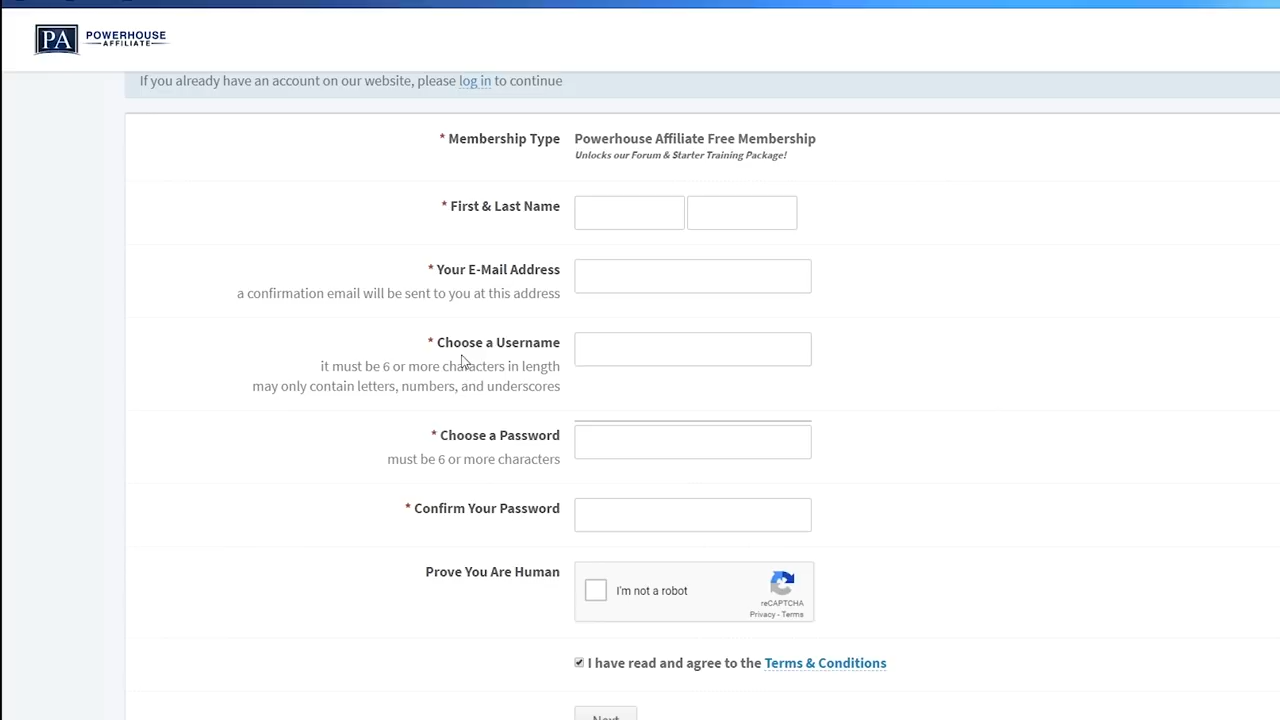 PA POWERHOUSE
AFFILIATE
If you already have an account on our website, please log in to continue
* Membership Type
Powerhouse Affiliate Free Membership
Unlocks our Forum & Starter Training Package!
* First & Last Name
* Your E-Mail Address
a confirmation email will be sent to you at this address
* Choose a Username
it must be 6 or more characters in length
may only contain letters, numbers, and underscores
* Choose a Password
must be 6 or more characters
* Confirm Your Password
Prove You Are Human
I'm not a robot
reCAPTCHA
Privacy - Terms
I have read and agree to the Terms & Conditions
Next